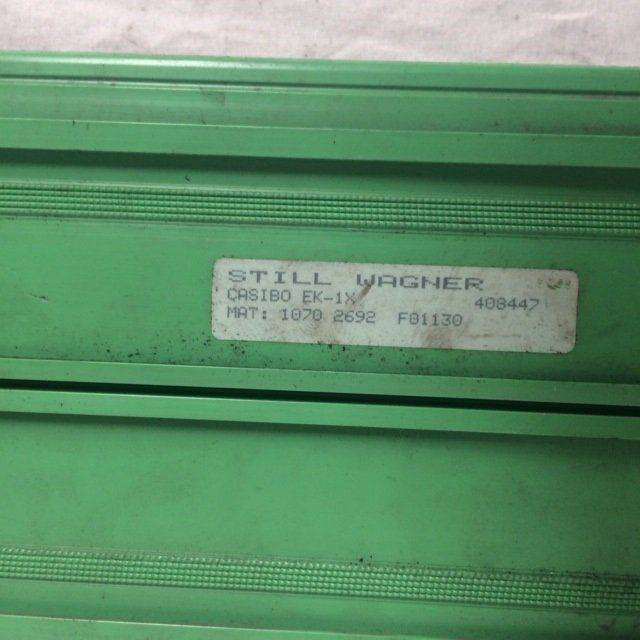 STILL WAGNER
CASIBO EK-1X 408447
MAT: 1070 2692 F01130